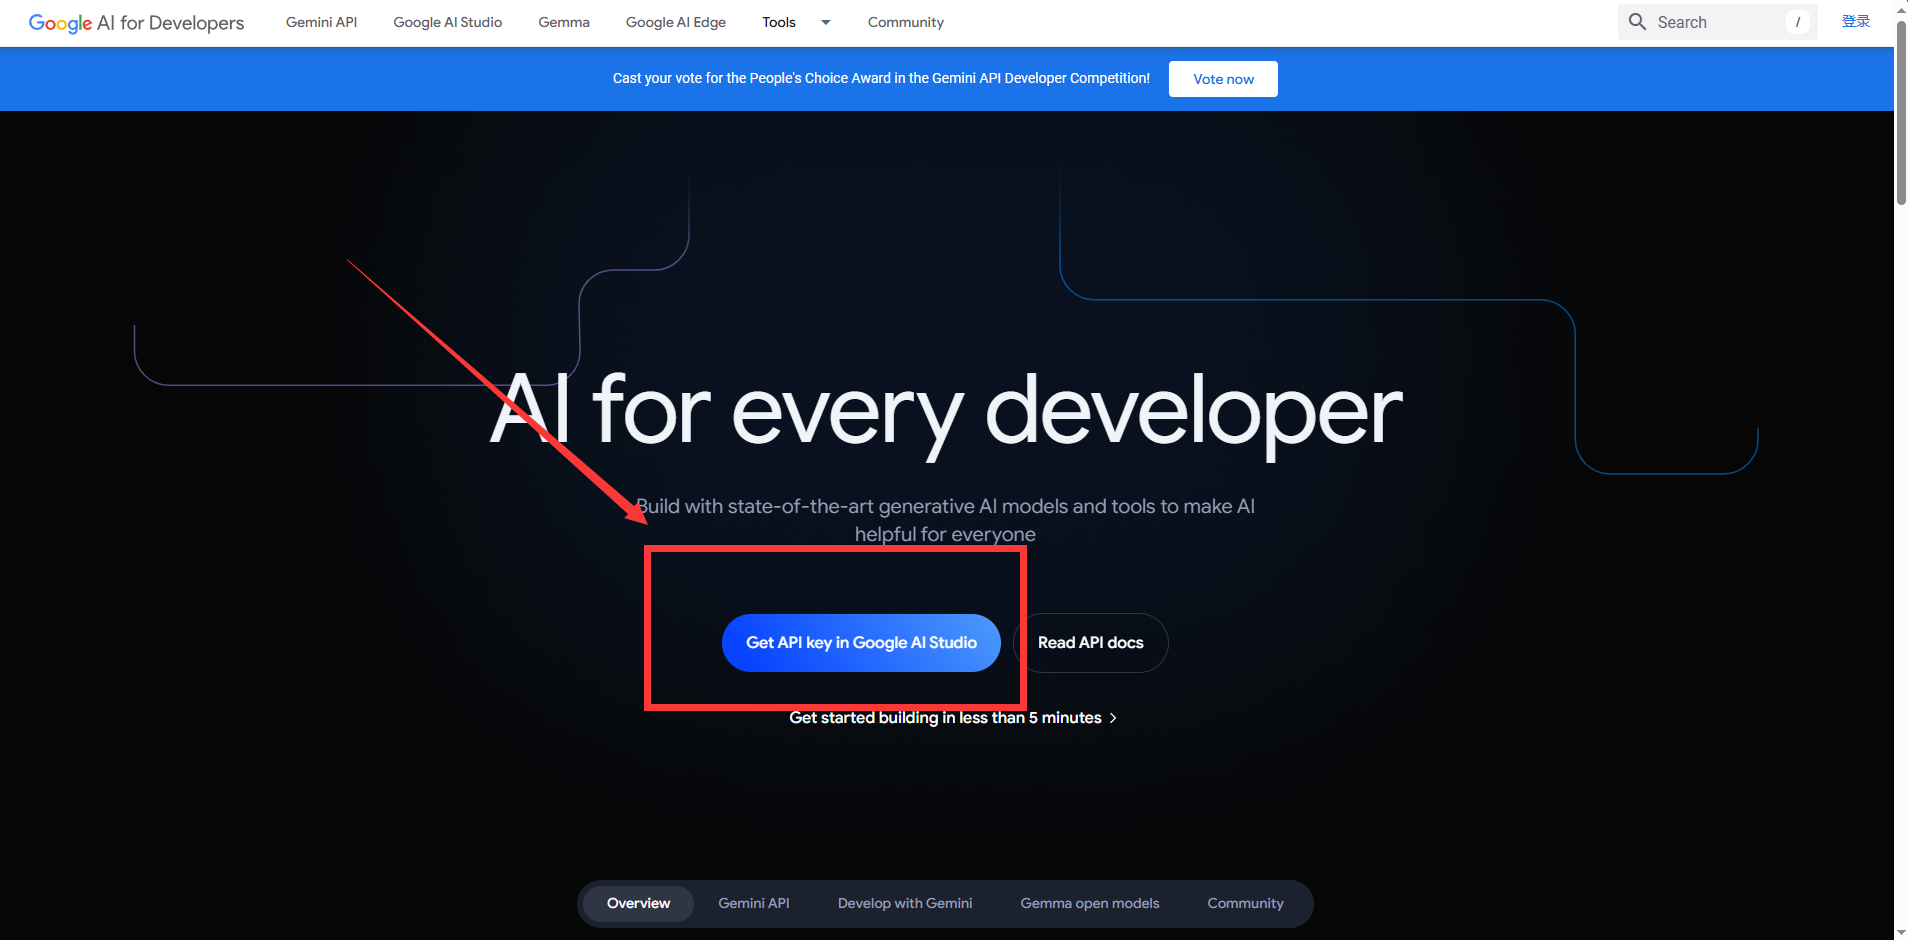 Google AI for Developers Gemini API Google AI Studio Gemma Google AI Edge Tools Community Search / 登录
Cast your vote for the People's Choice Award in the Gemini API Developer Competition! Vote now
AI for every developer
Build with state-of-the-art generative AI models and tools to make AI
helpful for everyone
Get API key in Google AI Studio Read API docs
Get started building in less than 5 minutes
Overview Gemini API Develop with Gemini Gemma open models Community